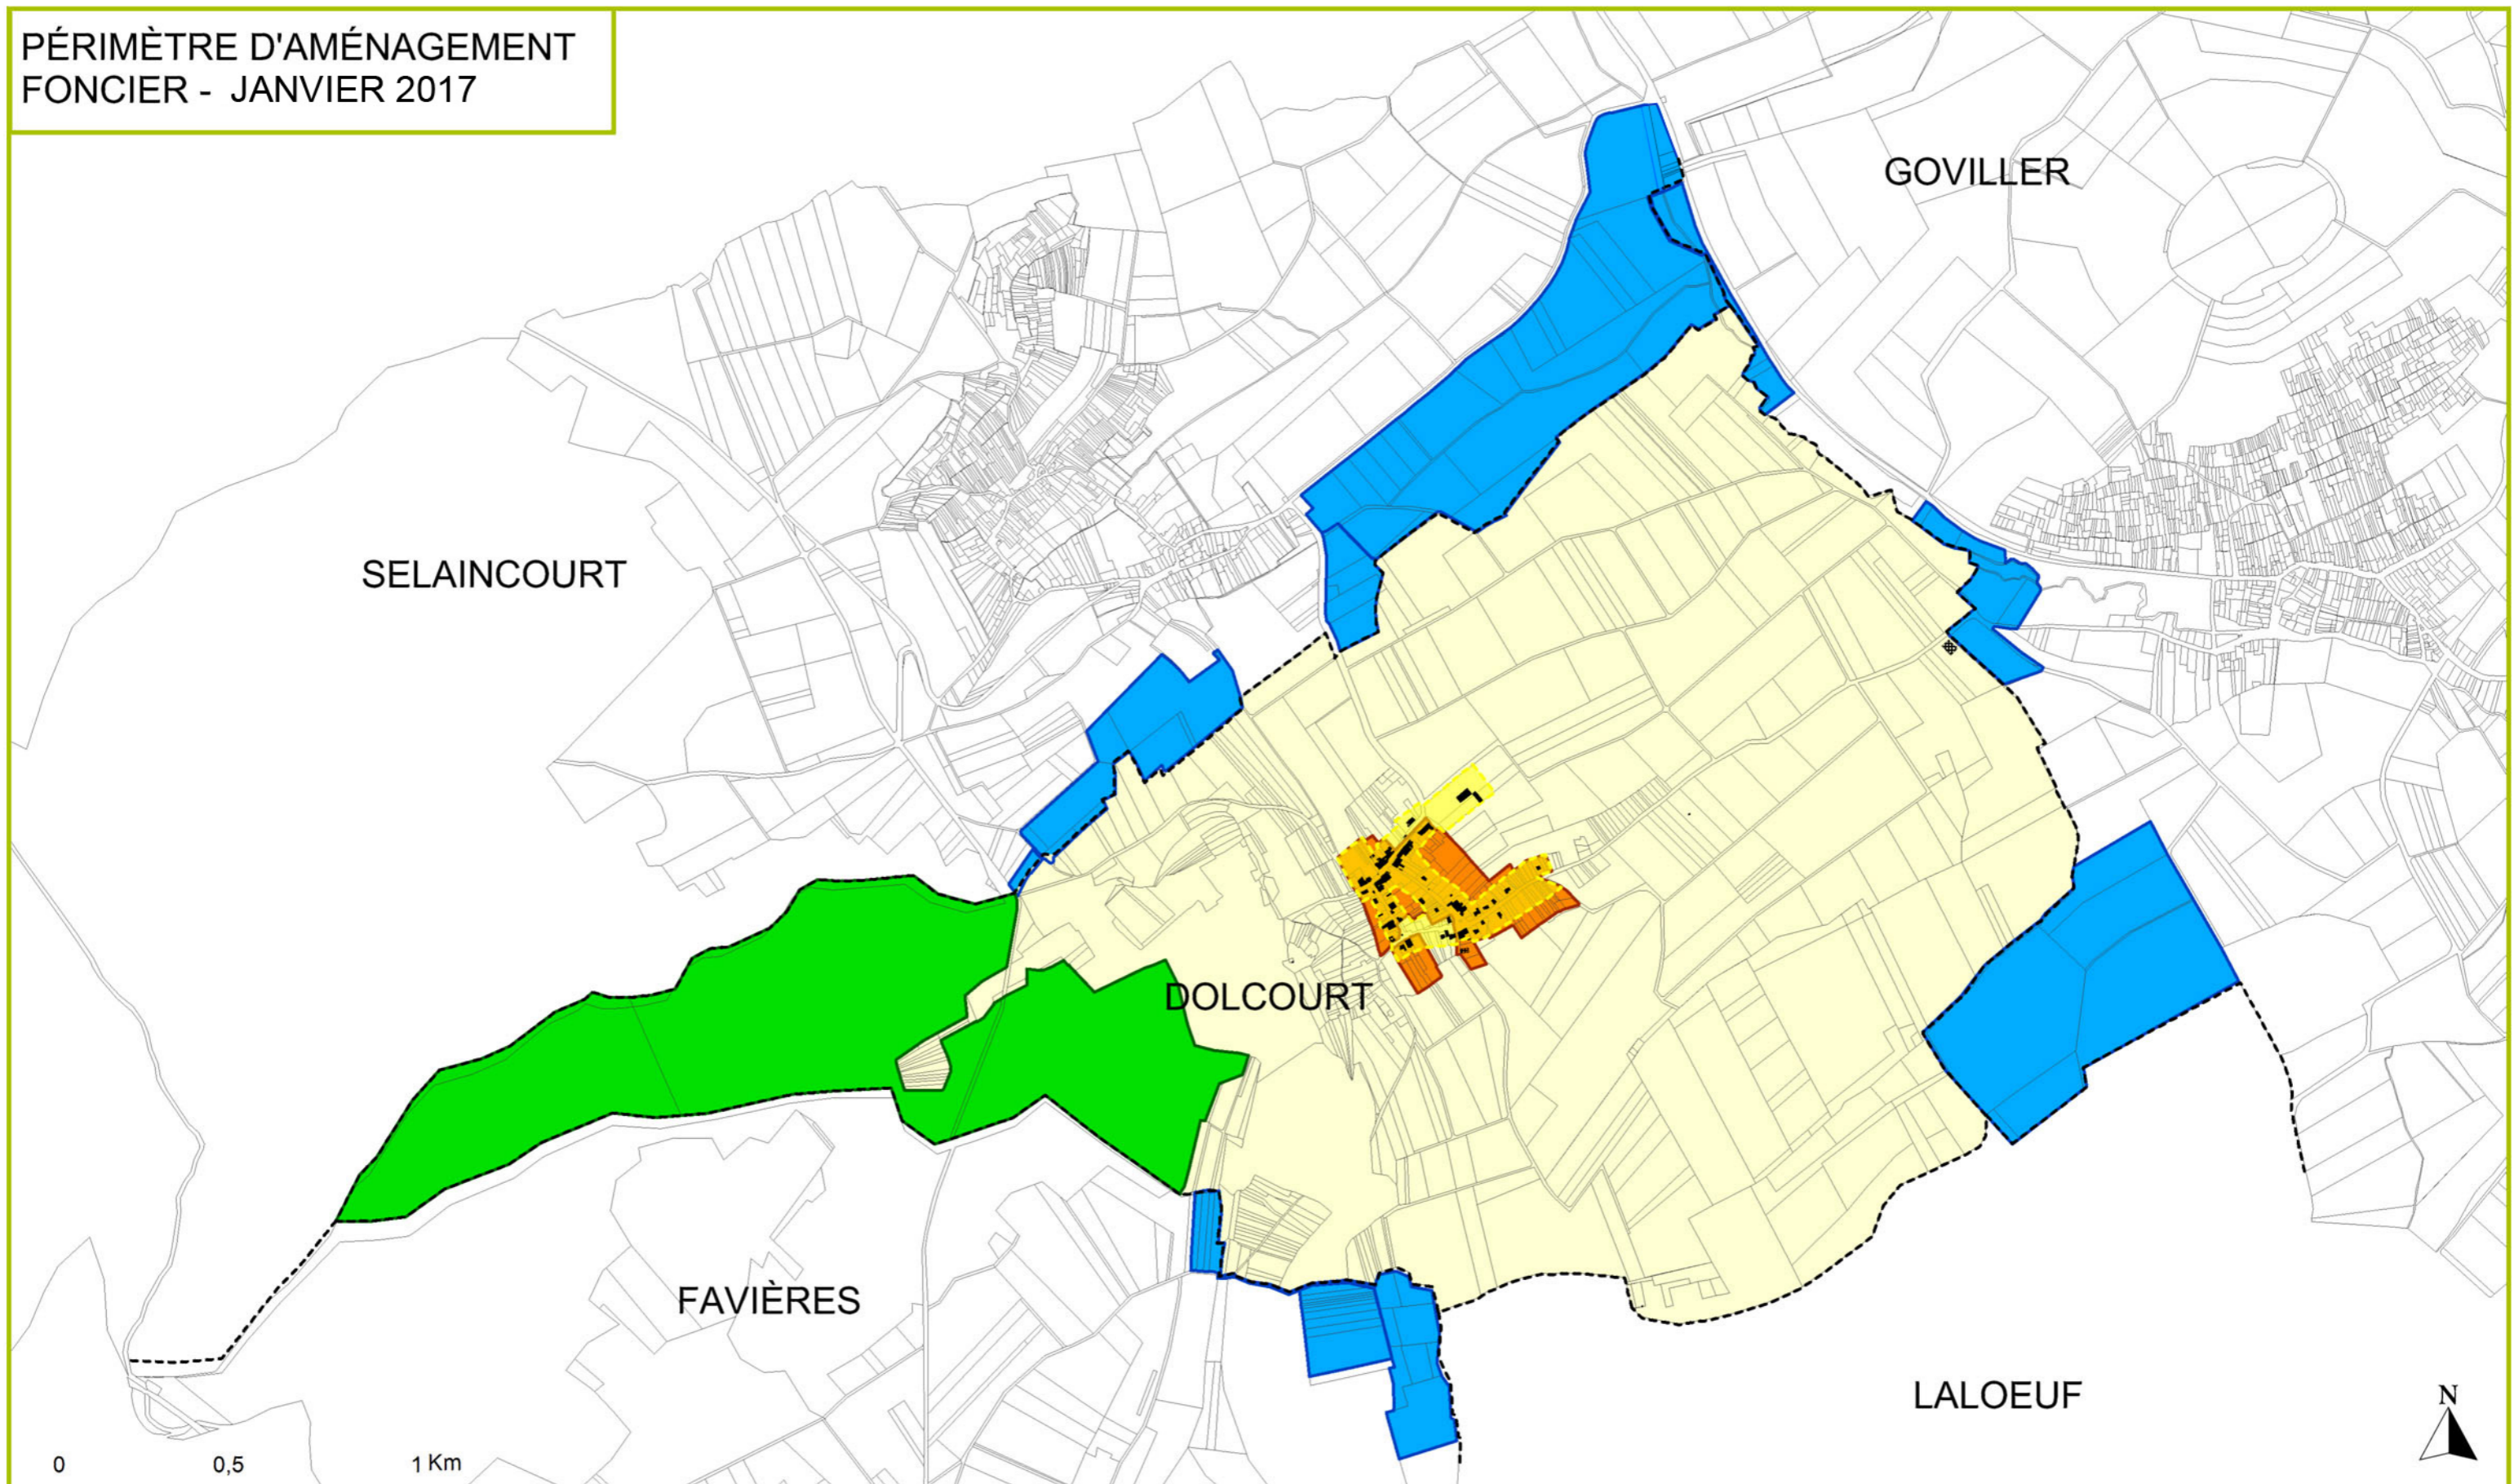 PÉRIMÈTRE D'AMÉNAGEMENT
FONCIER - JANVIER 2017
GOVILLER
SELAINCOURT
DOLCOURT
FAVIÈRES
LALOEUF
N
0 0,5 1 Km